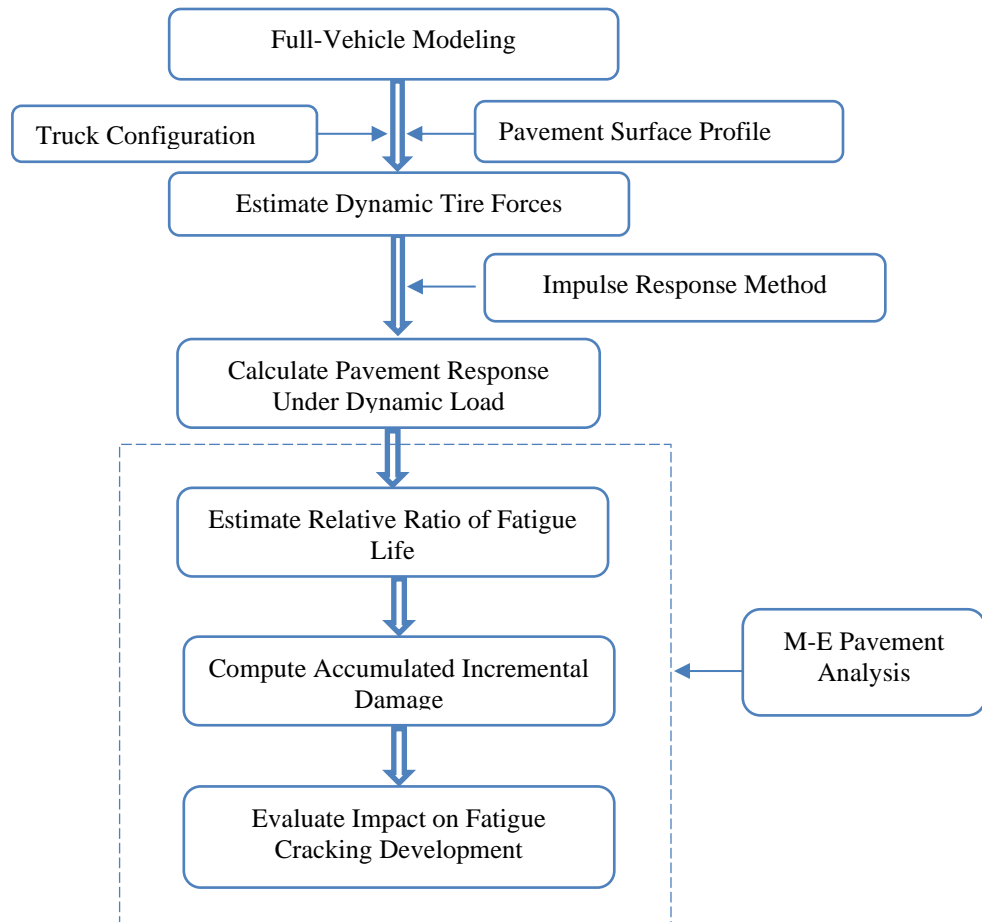 Full-Vehicle Modeling
Truck Configuration
Pavement Surface Profile
Estimate Dynamic Tire Forces
Impulse Response Method
Calculate Pavement Response
Under Dynamic Load
Estimate Relative Ratio of Fatigue
Life
M-E Pavement
Analysis
Compute Accumulated Incremental
Damage
Evaluate Impact on Fatigue
Cracking Development